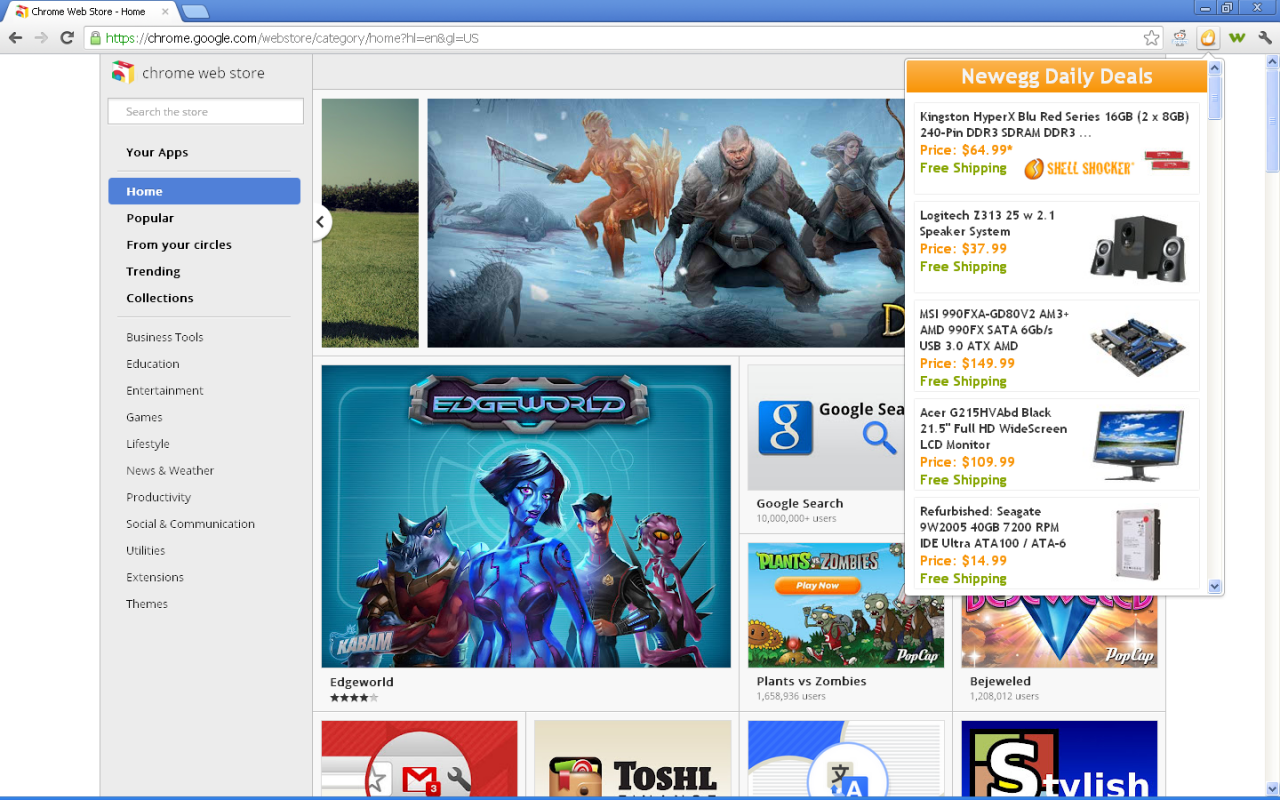 Chrome Web Store - Home
https://chrome.google.com/webstore/category/home?hl=en&gl=US
chrome web store
Search the store
Your Apps
Home
Popular
From your circles
Trending
Collections
Business Tools
Education
Entertainment
Games
Lifestyle
News & Weather
Productivity
Social & Communication
Utilities
Extensions
Themes
D
EDGEWORLD
KABAM
Edgeworld
Google Sea
Google Search
10,000,000+ users
PLANTS vs. ZOMBIES
Play Now
PopCap
Plants vs Zombies
1,658,936 users
BEJEWELED
PopCap
Bejeweled
1,208,012 users
3
TOSHL
FINANCE
A
Stylish
Newegg Daily Deals
Kingston HyperX Blu Red Series 16GB (2 x 8GB)
240-Pin DDR3 SDRAM DDR3 ...
Price: $64.99*
Free Shipping
SHELL SHOCKER
Logitech Z313 25 w 2.1
Speaker System
Price: $37.99
Free Shipping
MSI 990FXA-GD80V2 AM3+
AMD 990FX SATA 6Gb/s
USB 3.0 ATX AMD
Price: $149.99
Free Shipping
Acer G215HVAbd Black
21.5" Full HD WideScreen
LCD Monitor
Price: $109.99
Free Shipping
Refurbished: Seagate
9W2005 40GB 7200 RPM
IDE Ultra ATA100 / ATA-6
Price: $14.99
Free Shipping